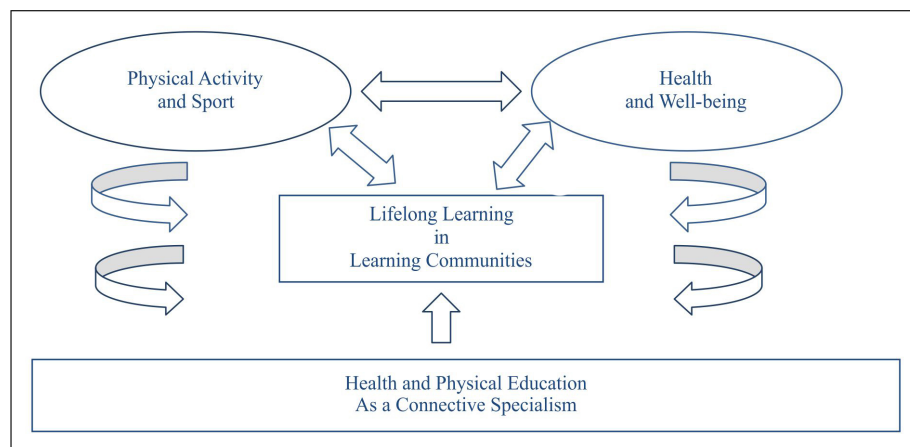 Physical Activity
and Sport
Health
and Well-being
Lifelong Learning
in
Learning Communities
Health and Physical Education
As a Connective Specialism